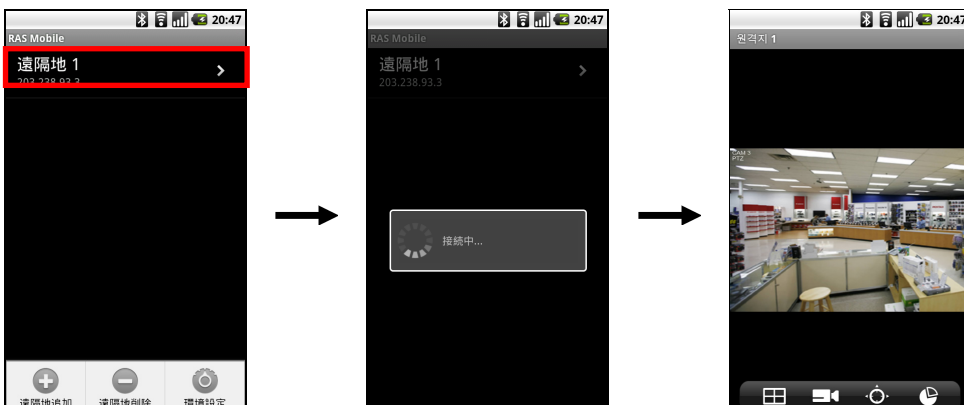 20:47
RAS Mobile
遠隔地 1
203.238.93.3
遠隔地追加 遠隔地削除 環境設定
20:47
RAS Mobile
遠隔地 1
203.238.93.3
接続中...
20:47
원격지 1
CAM 3
PTZ